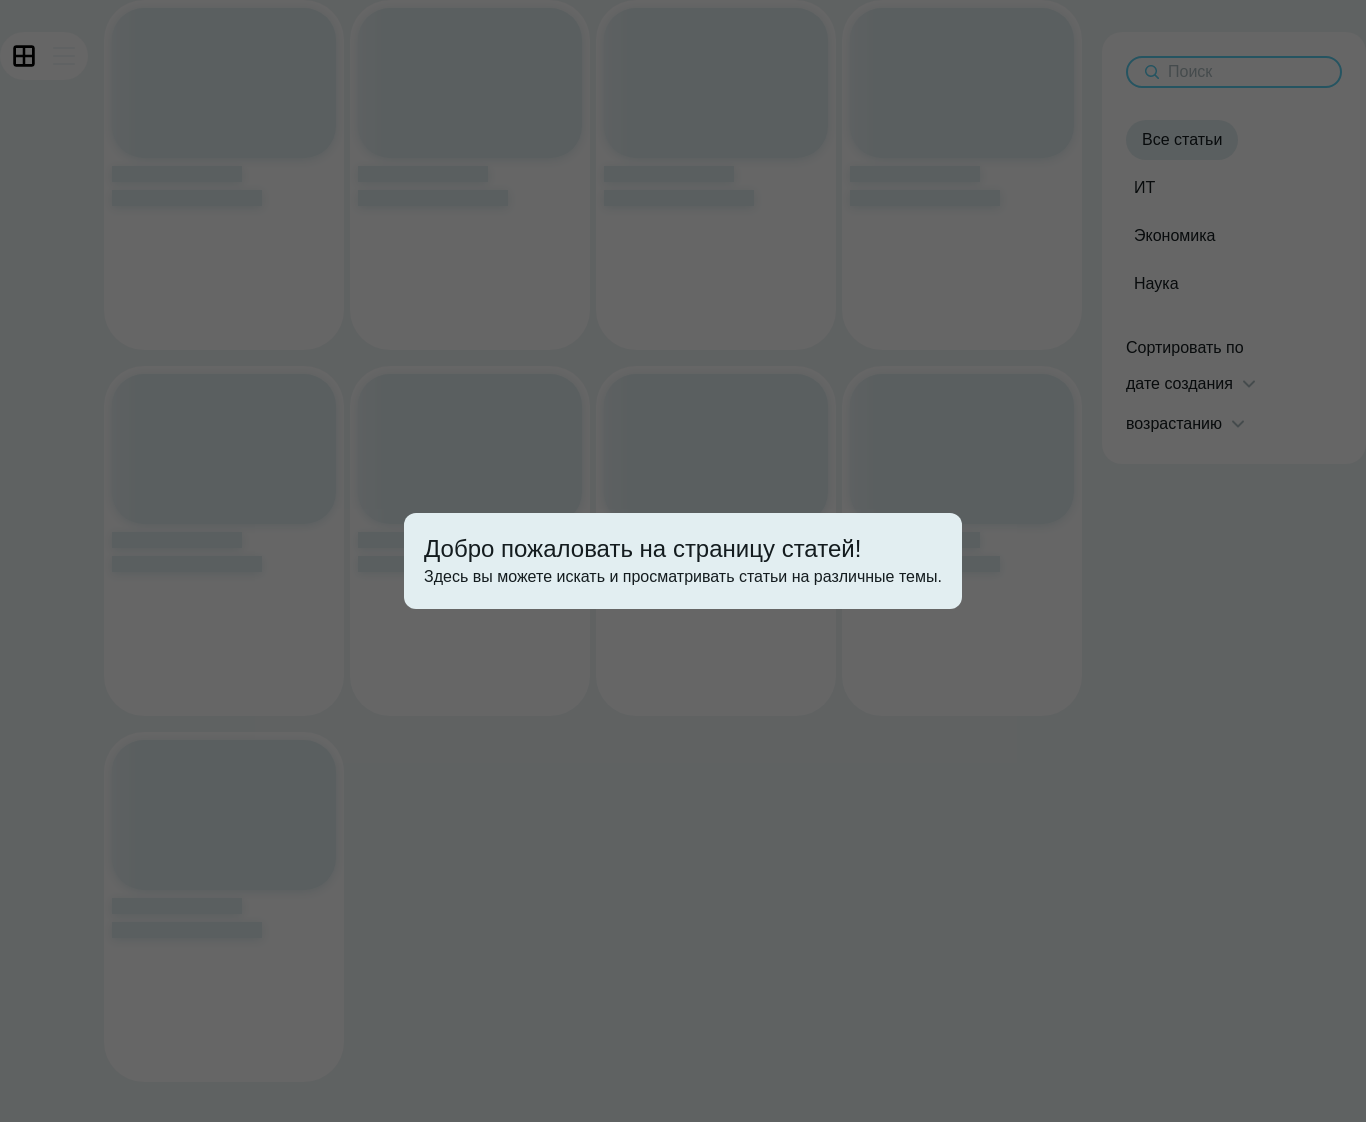 Поиск
Все статьи
ИТ
Экономика
Наука
Сортировать по
дате создания
возрастанию
Добро пожаловать на страницу статей!
Здесь вы можете искать и просматривать статьи на различные темы.